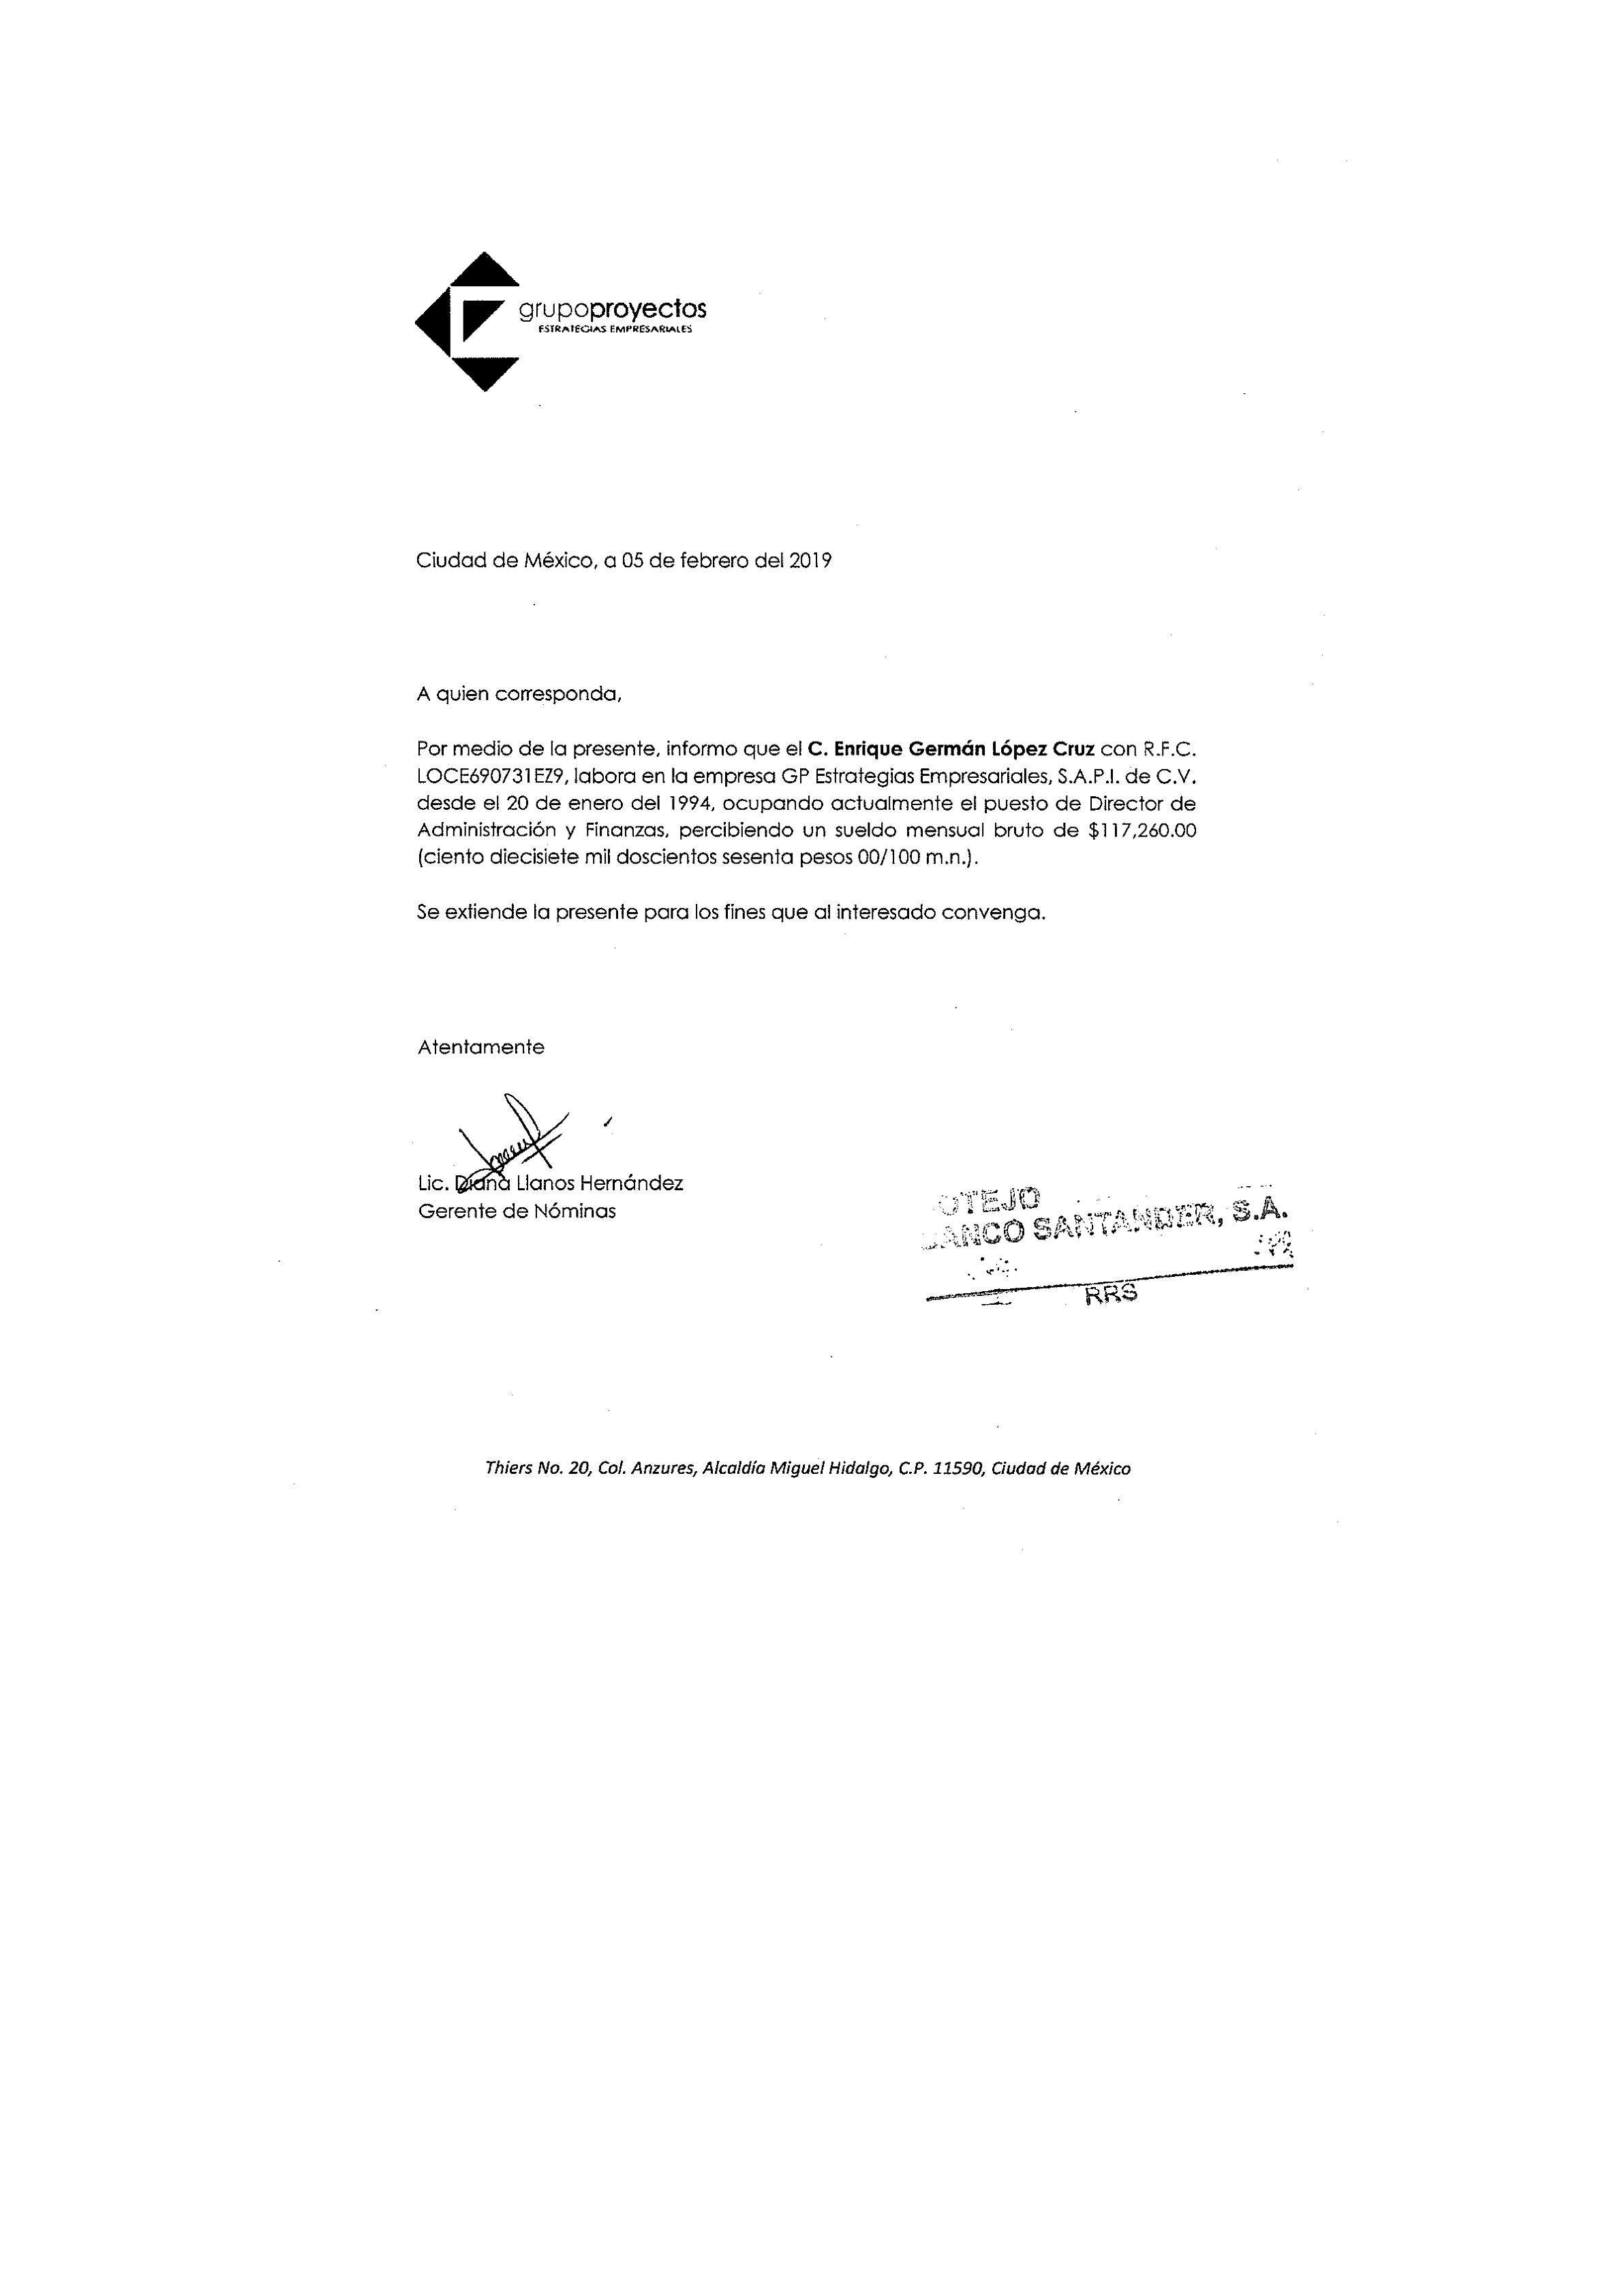 grupoproyectos
ESTRATEGIAS EMPRESARIALES
Ciudad de México, a 05 de febrero del 2019
A quien corresponda,
Por medio de la presente, informo que el C. Enrique Germán López Cruz con R.F.C.
LOCE690731EZ9, labora en la empresa GP Estrategias Empresariales, S.A.P.I. de C.V.
desde el 20 de enero del 1994, ocupando actualmente el puesto de Director de
Administración y Finanzas, percibiendo un sueldo mensual bruto de $117,260.00
(ciento diecisiete mil doscientos sesenta pesos 00/100 m.n.).
Se extiende la presente para los fines que al interesado convenga.
Atentamente
Lic. Diana Llanos Hernández
Gerente de Nóminas
OTEJO
BANCO SANTANDER, S.A.
RRS
Thiers No. 20, Col. Anzures, Alcaldía Miguel Hidalgo, C.P. 11590, Ciudad de México